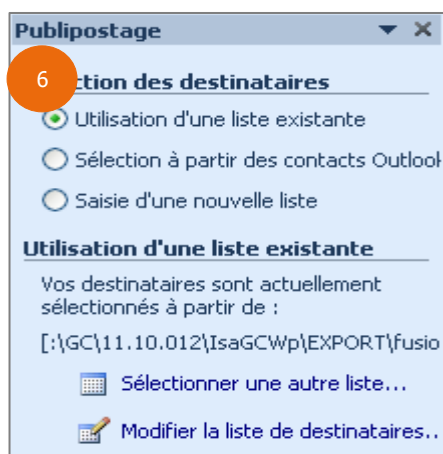 Publipostage
6
ction des destinataires
Utilisation d'une liste existante
Sélection à partir des contacts Outlook
Saisie d'une nouvelle liste
Utilisation d'une liste existante
Vos destinataires sont actuellement
sélectionnés à partir de :
[:\GC\11.10.012\IsaGCWp\EXPORT\fusio
Sélectionner une autre liste...
Modifier la liste de destinataires..